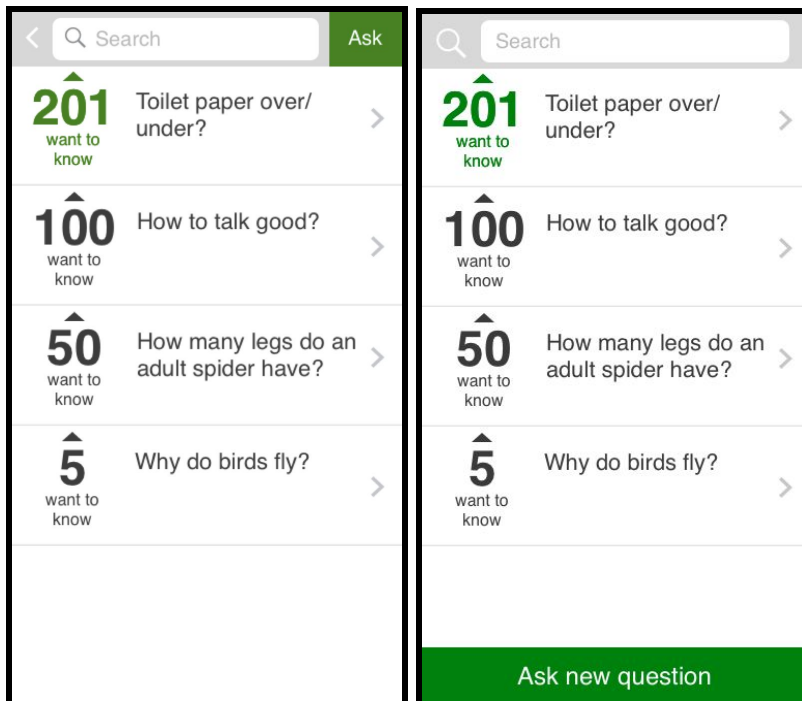 Search
Ask
201
want to
know
Toilet paper over/
under?
100
want to
know
How to talk good?
50
want to
know
How many legs do an
adult spider have?
5
want to
know
Why do birds fly?
Search
201
want to
know
Toilet paper over/
under?
100
want to
know
How to talk good?
50
want to
know
How many legs do an
adult spider have?
5
want to
know
Why do birds fly?
Ask new question